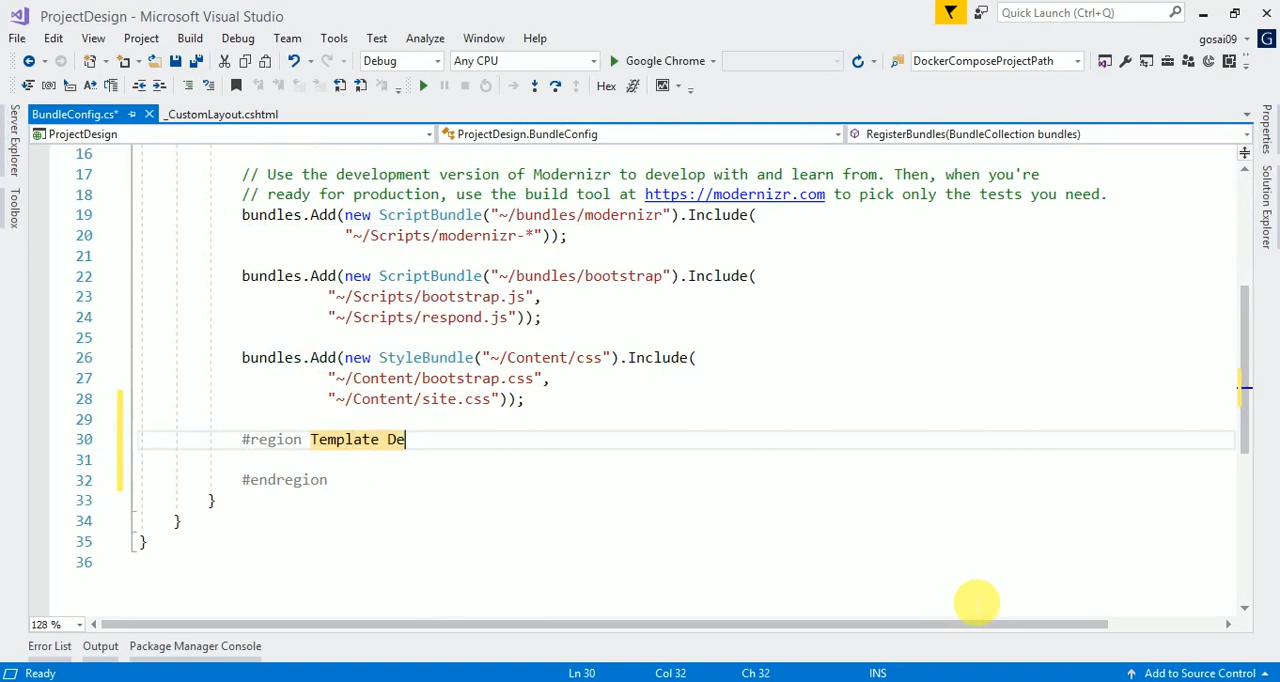 ProjectDesign - Microsoft Visual Studio
Quick Launch (Ctrl+Q)
File Edit View Project Build Debug Team Tools Test Analyze Window Help
gosai09 G
Debug Any CPU Google Chrome DockerComposeProjectPath
Hex
BundleConfig.cs* _CustomLayout.cshtml
ProjectDesign ProjectDesign.BundleConfig RegisterBundles(BundleCollection bundles)
Server Explorer
Toolbox
Properties
Solution Explorer
16
17 // Use the development version of Modernizr to develop with and learn from. Then, when you're
18 // ready for production, use the build tool at https://modernizr.com to pick only the tests you need.
19 bundles.Add(new ScriptBundle("~/bundles/modernizr").Include(
20 "~/Scripts/modernizr-*"));
21
22 bundles.Add(new ScriptBundle("~/bundles/bootstrap").Include(
23 "~/Scripts/bootstrap.js",
24 "~/Scripts/respond.js"));
25
26 bundles.Add(new StyleBundle("~/Content/css").Include(
27 "~/Content/bootstrap.css",
28 "~/Content/site.css"));
29
30 #region Template De
31
32 #endregion
33 }
34 }
35 }
36
128 %
Error List Output Package Manager Console
Ready Ln 30 Col 32 Ch 32 INS Add to Source Control